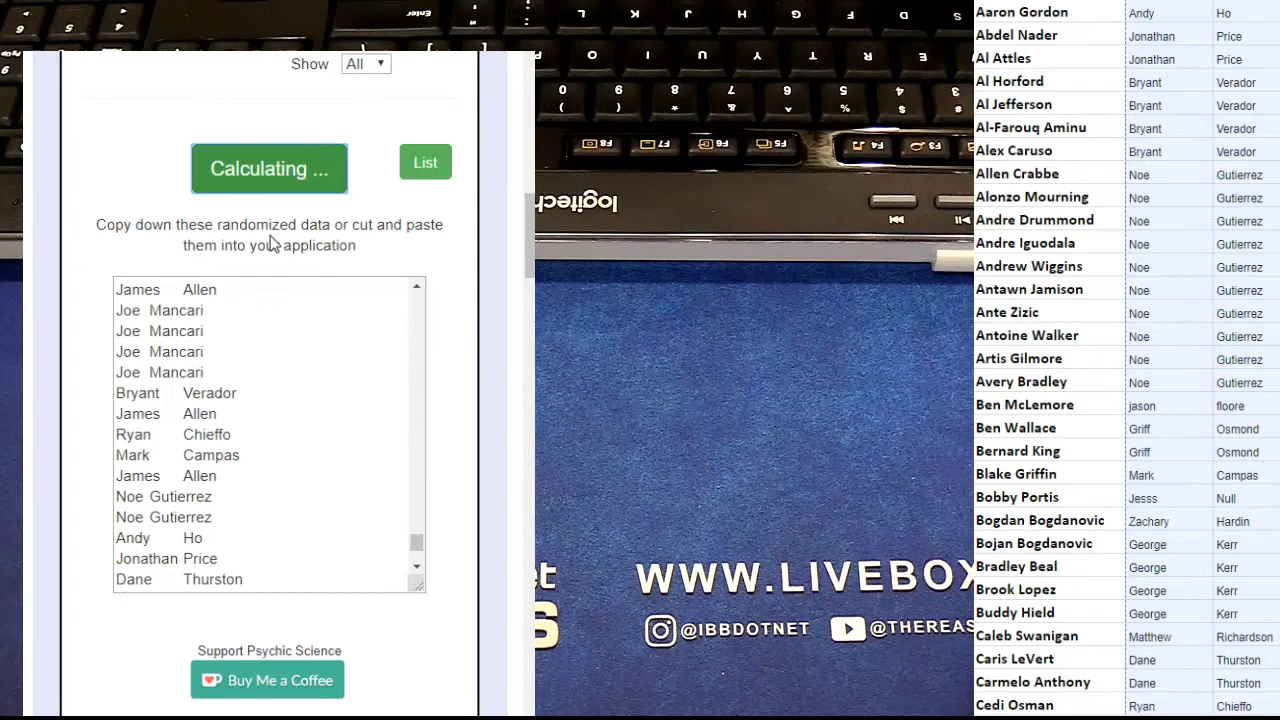 Show All
Calculating ...
List
Copy down these randomized data or cut and paste
them into your application
James Allen
Joe Mancari
Joe Mancari
Joe Mancari
Joe Mancari
Bryant Verador
James Allen
Ryan Chieffo
Mark Campas
James Allen
Noe Gutierrez
Noe Gutierrez
Andy Ho
Jonathan Price
Dane Thurston
Support Psychic Science
Buy Me a Coffee
Enter
logitech
WWW.LIVEBOX
@IBBDOTNET
@THEREAS
Aaron Gordon Andy Ho
Abdel Nader Jonathan Price
Al Attles Jonathan Price
Al Horford Bryant Verador
Al Jefferson Bryant Verador
Al-Farouq Aminu Bryant Verador
Alex Caruso Bryant Verador
Allen Crabbe Noe Gutierrez
Alonzo Mourning Noe Gutierrez
Andre Drummond Noe Gutierrez
Andre Iguodala Noe Gutierrez
Andrew Wiggins Noe Gutierrez
Antawn Jamison Noe Gutierrez
Ante Zizic Noe Gutierrez
Antoine Walker Noe Gutierrez
Artis Gilmore Noe Gutierrez
Avery Bradley Noe Gutierrez
Ben McLemore jason floore
Ben Wallace Griff Osmond
Bernard King Griff Osmond
Blake Griffin Mark Campas
Bobby Portis Jesss Null
Bogdan Bogdanovic Zachary Hardin
Bojan Bogdanovic George Kerr
Bradley Beal George Kerr
Brook Lopez George Kerr
Buddy Hield George Kerr
Caleb Swanigan Matthew Richardson
Caris LeVert Dane Thurston
Carmelo Anthony Dane Thurston
Cedi Osman Ryan Chieffo